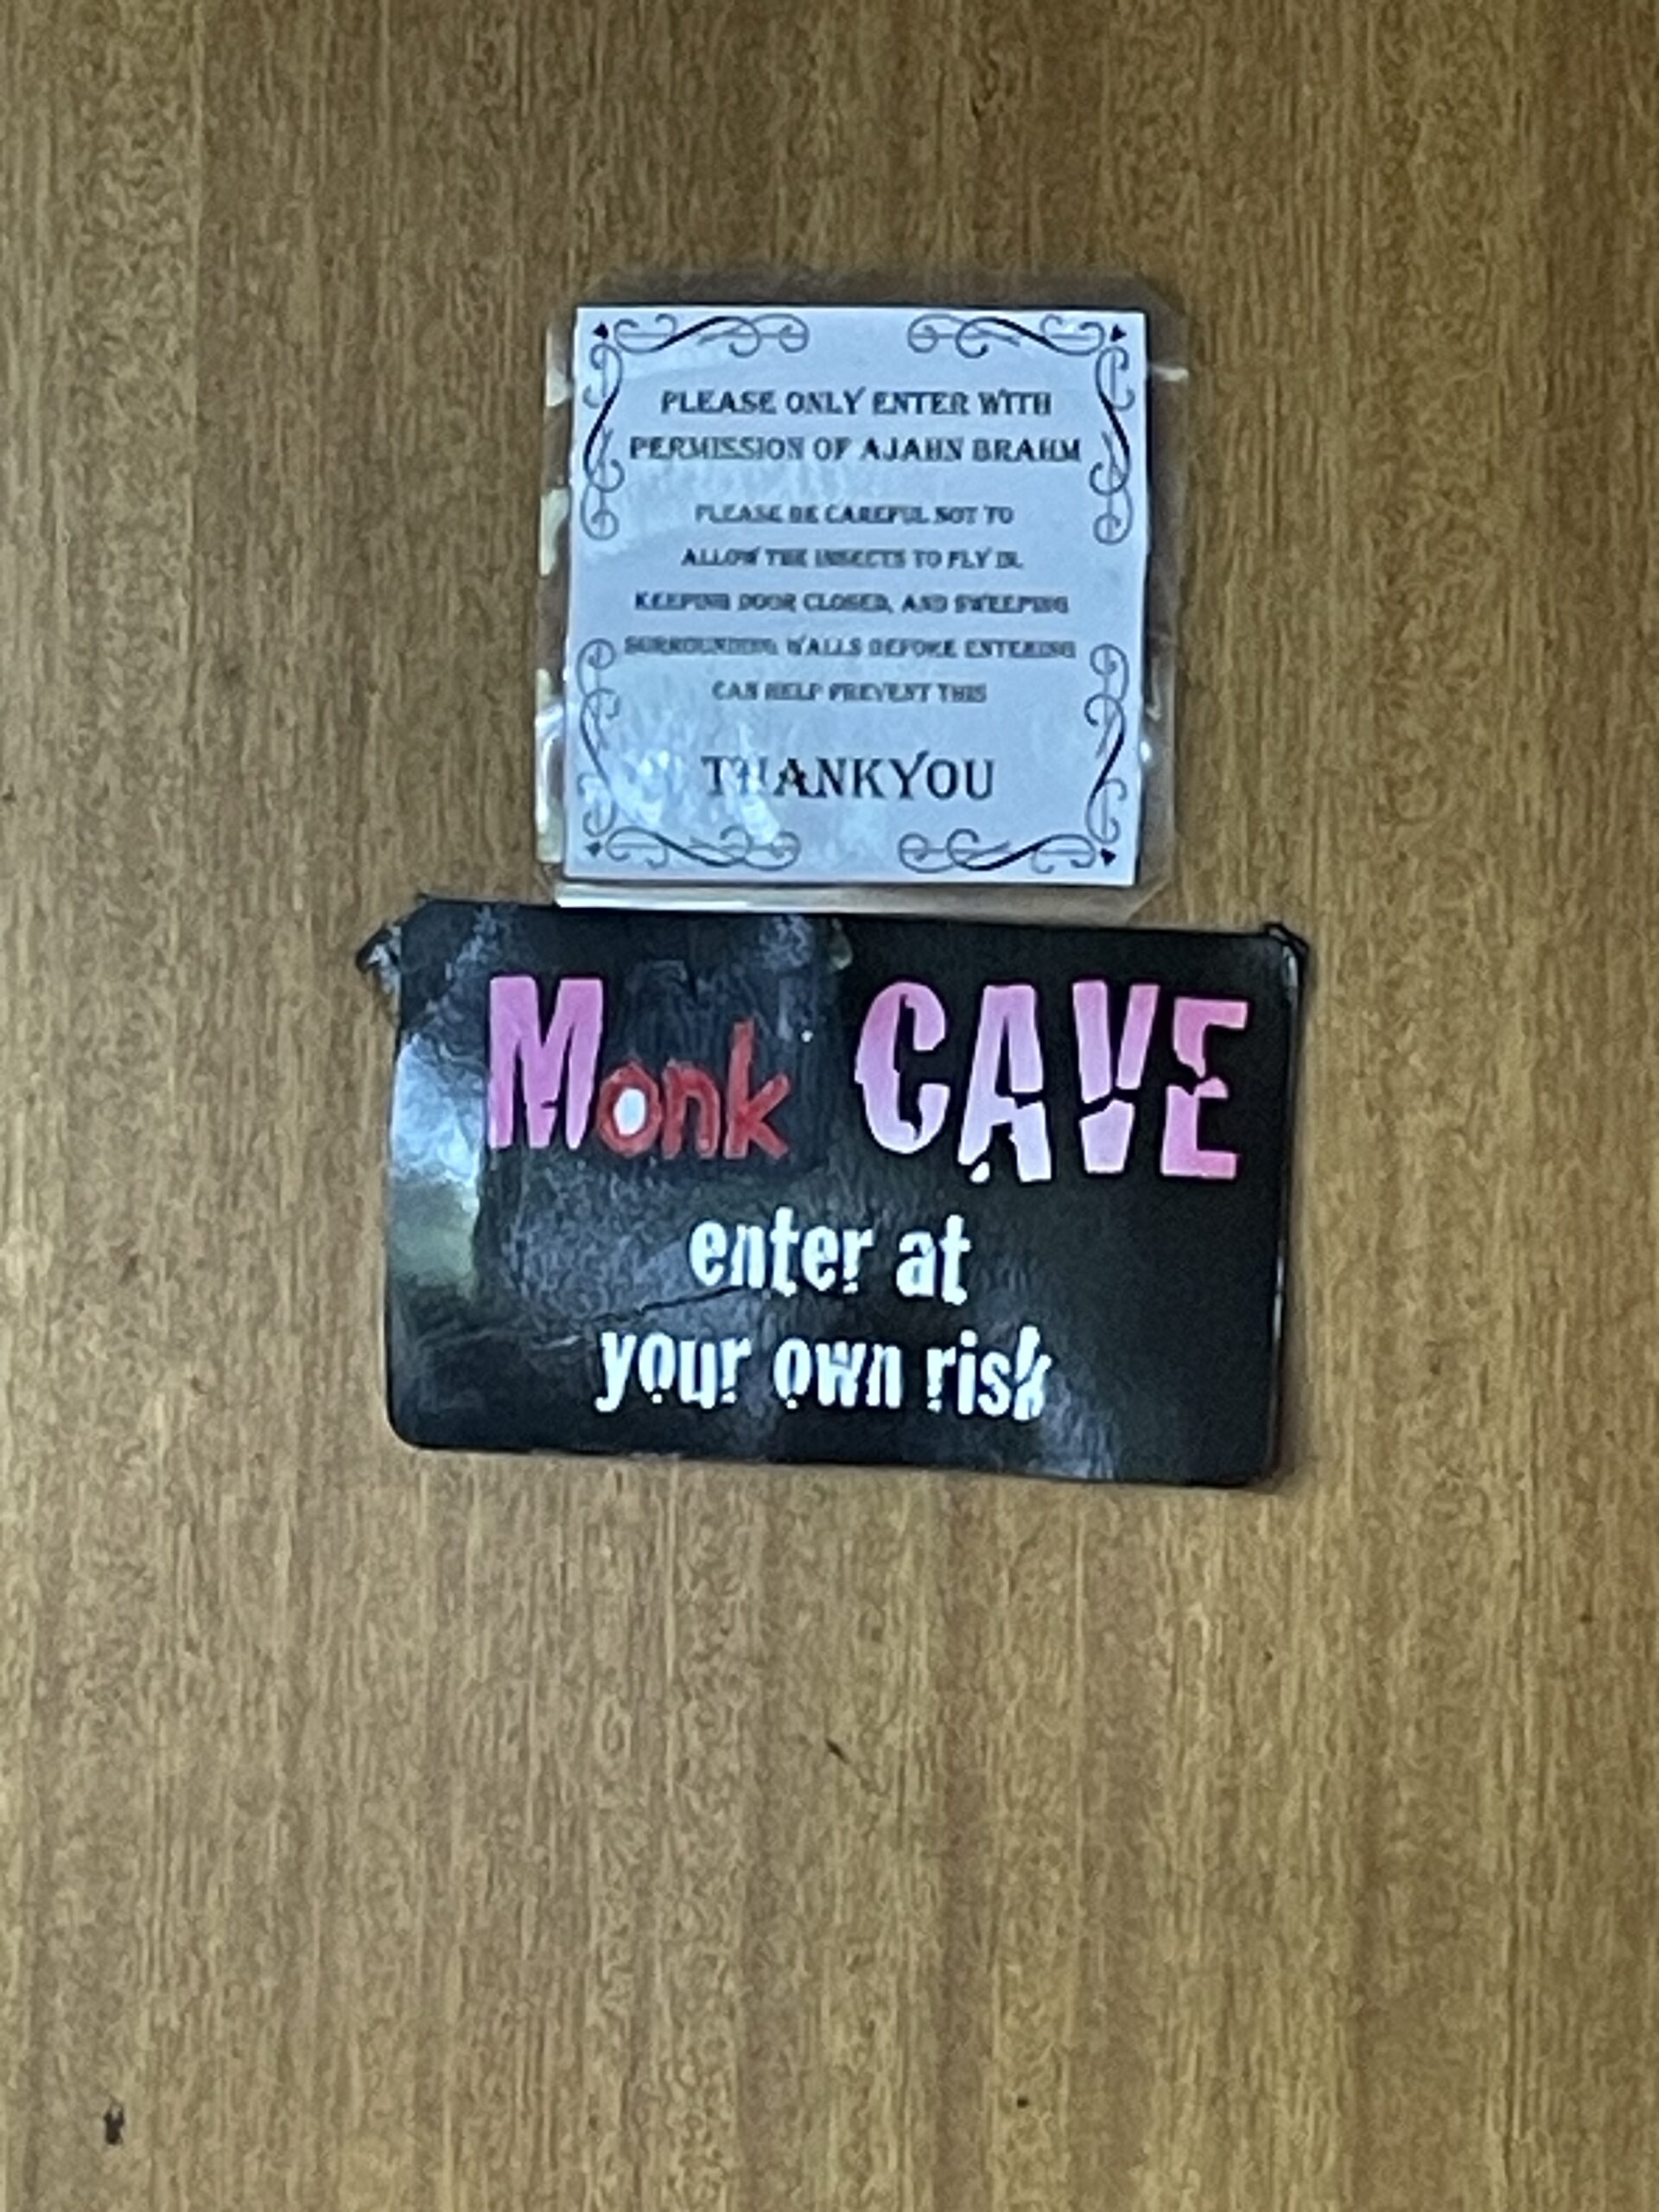 PLEASE ONLY ENTER WITH
PERMISSION OF AJAHN BRAHM
PLEASE BE CAREFUL NOT TO
ALLOW THE INSECTS TO FLY IN.
KEEPING DOOR CLOSED, AND SWEEPING
SURROUNDING WALLS BEFORE ENTERING
CAN HELP PREVENT THIS
THANKYOU
Monk CAVE
enter at
your own risk